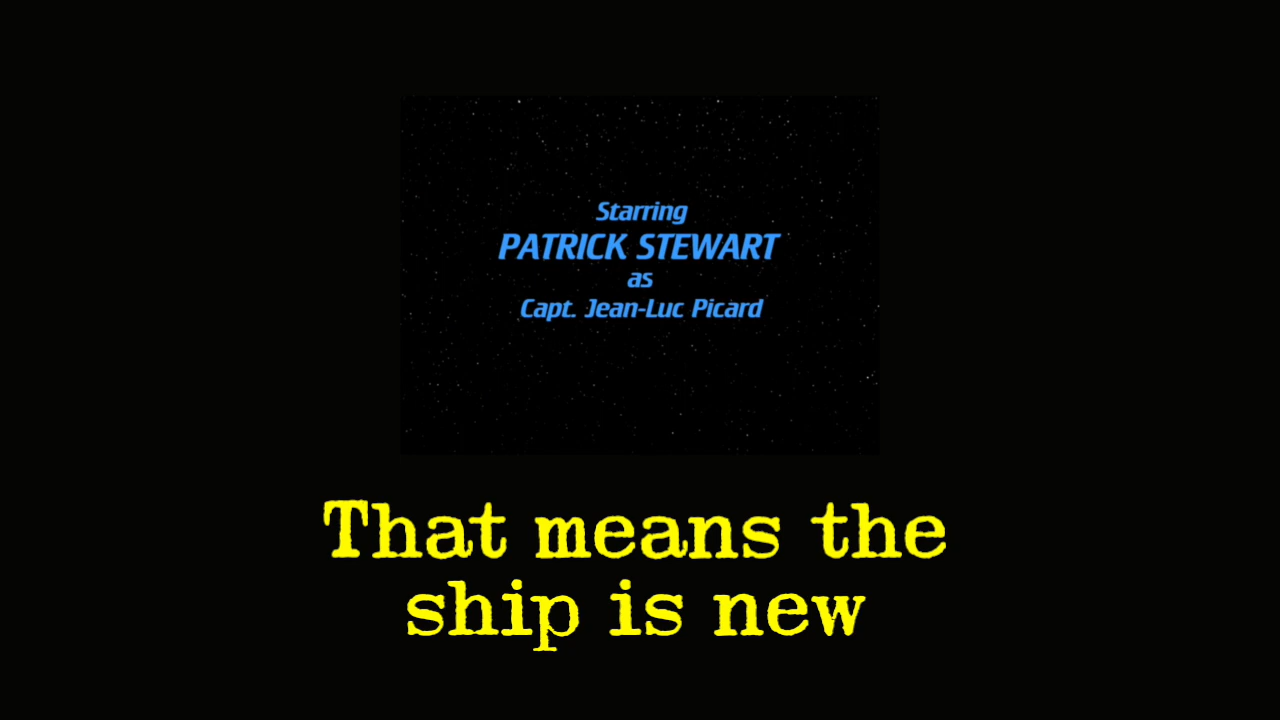 Starring
PATRICK STEWART
as
Capt. Jean-Luc Picard
That means the
ship is new